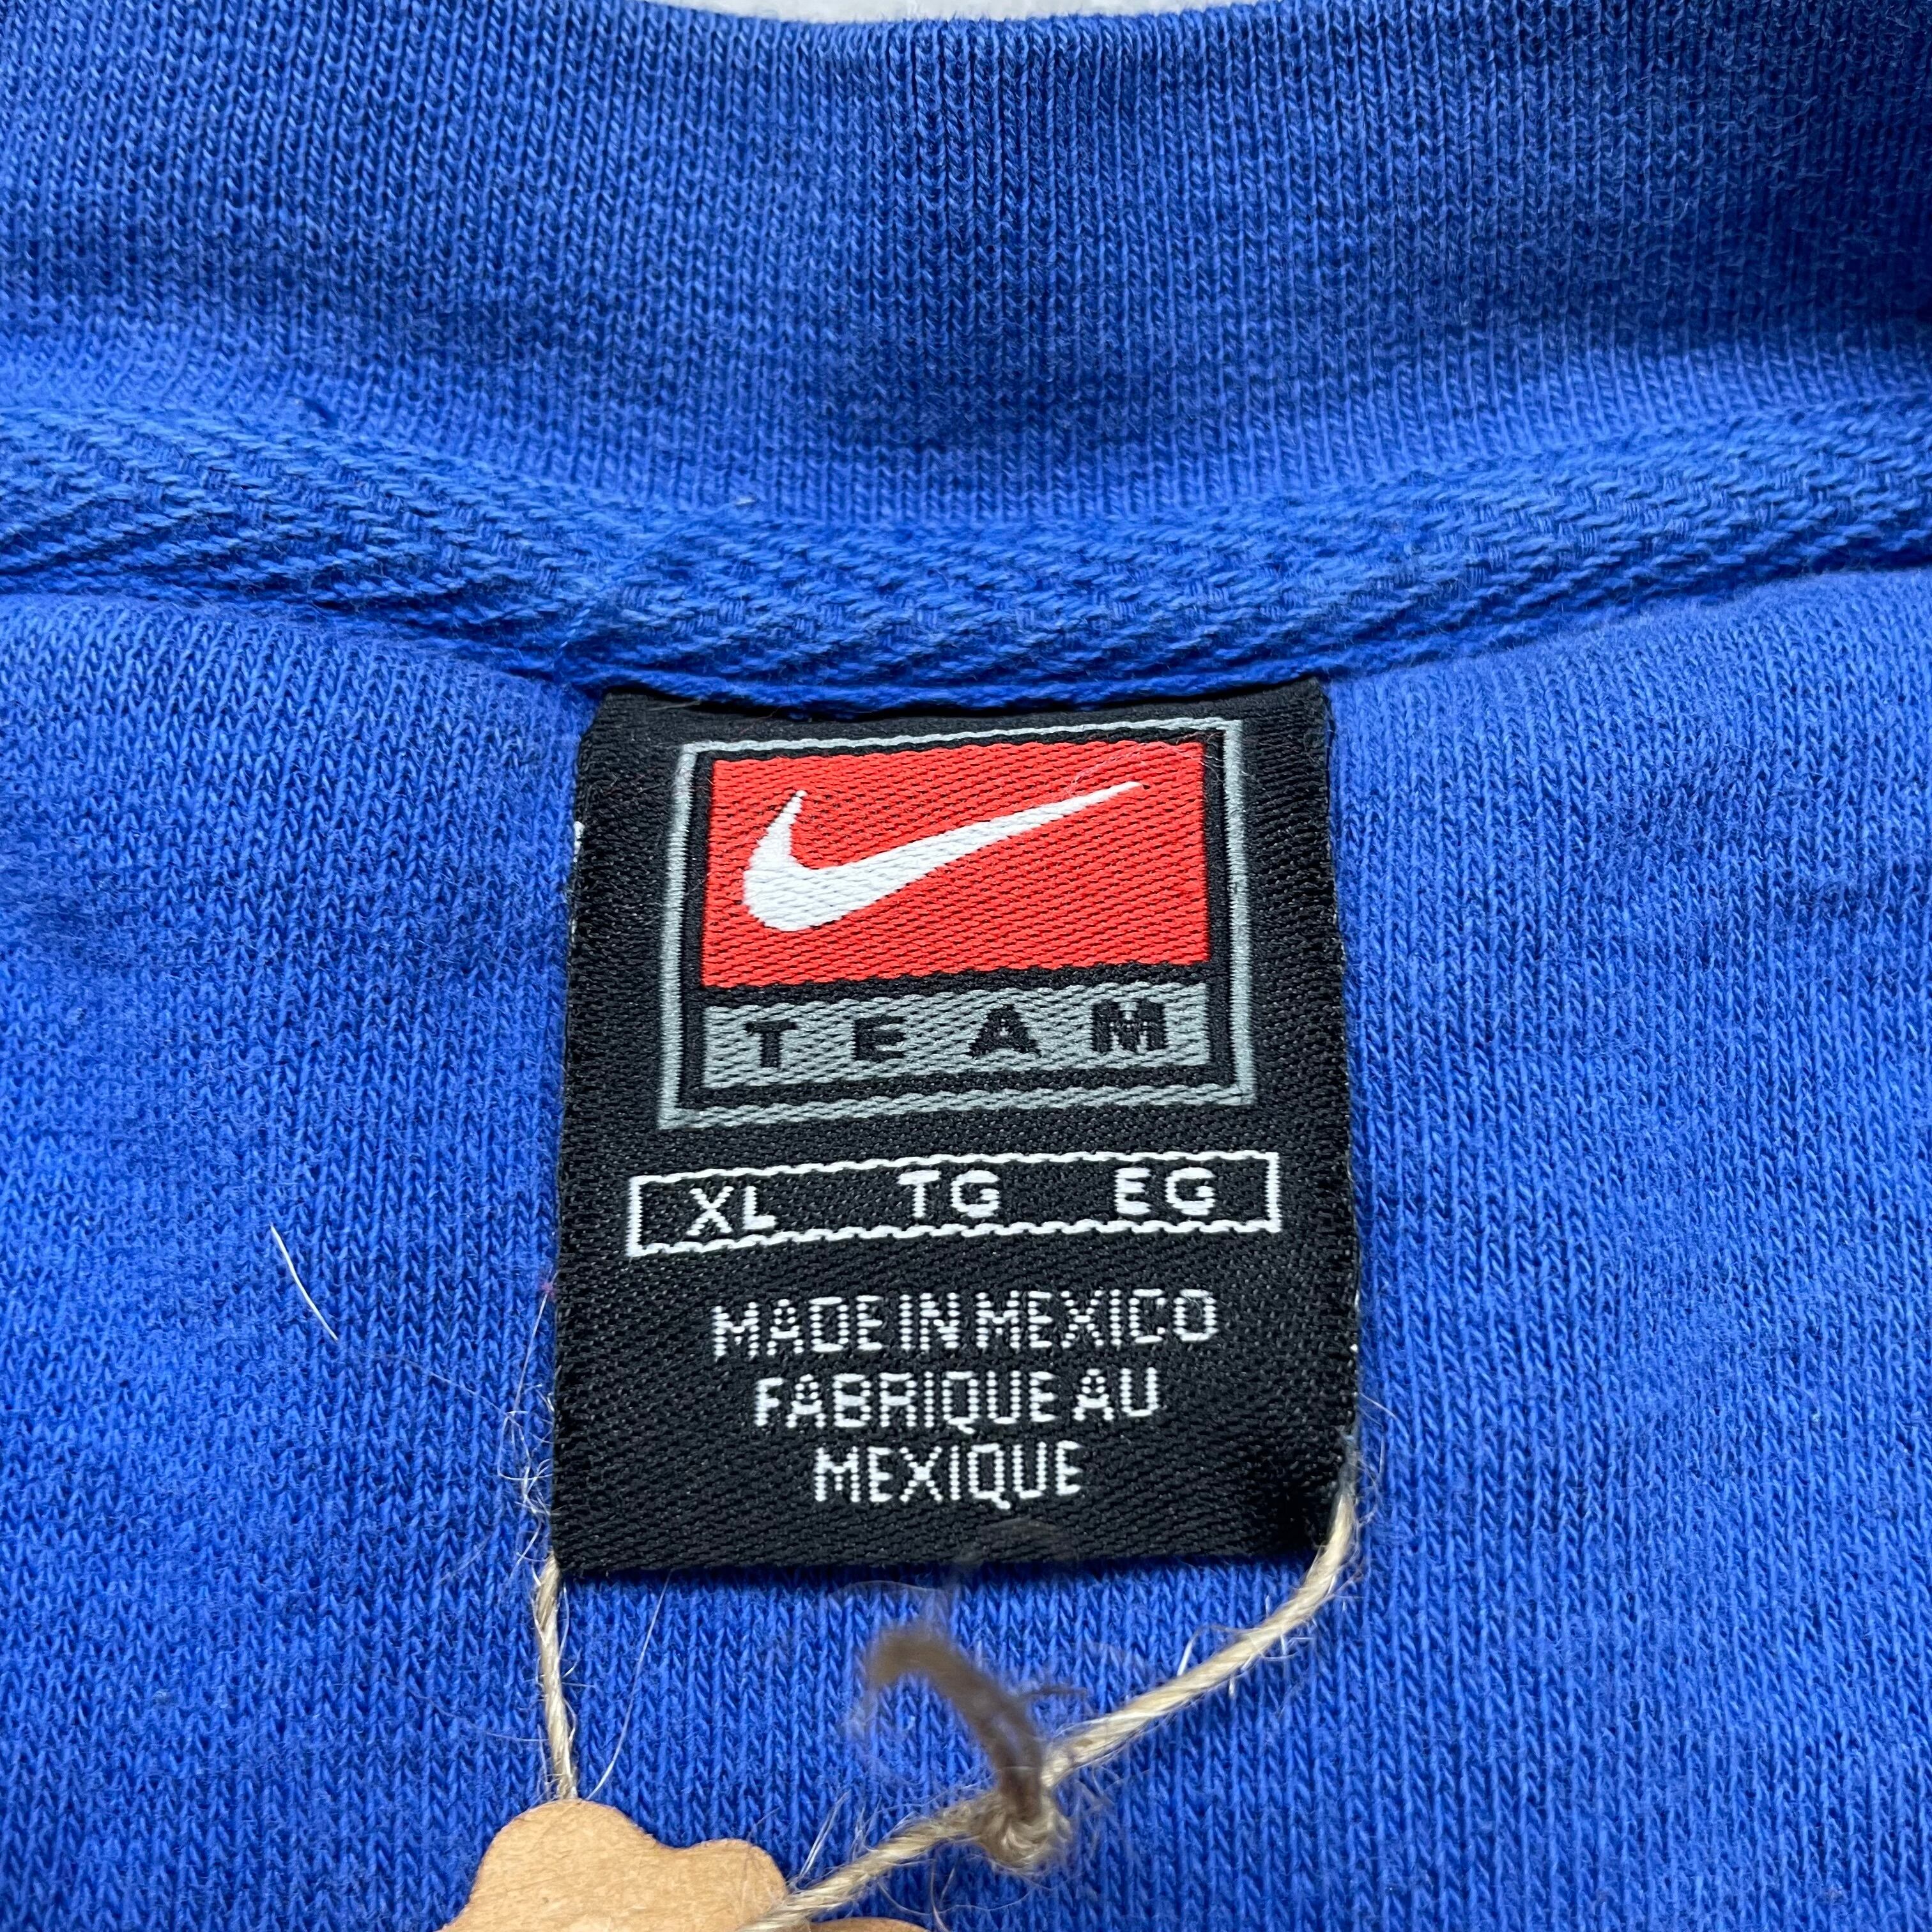 TEAM
XL TG EG
MADE IN MEXICO
FABRIQUE AU
MEXIQUE